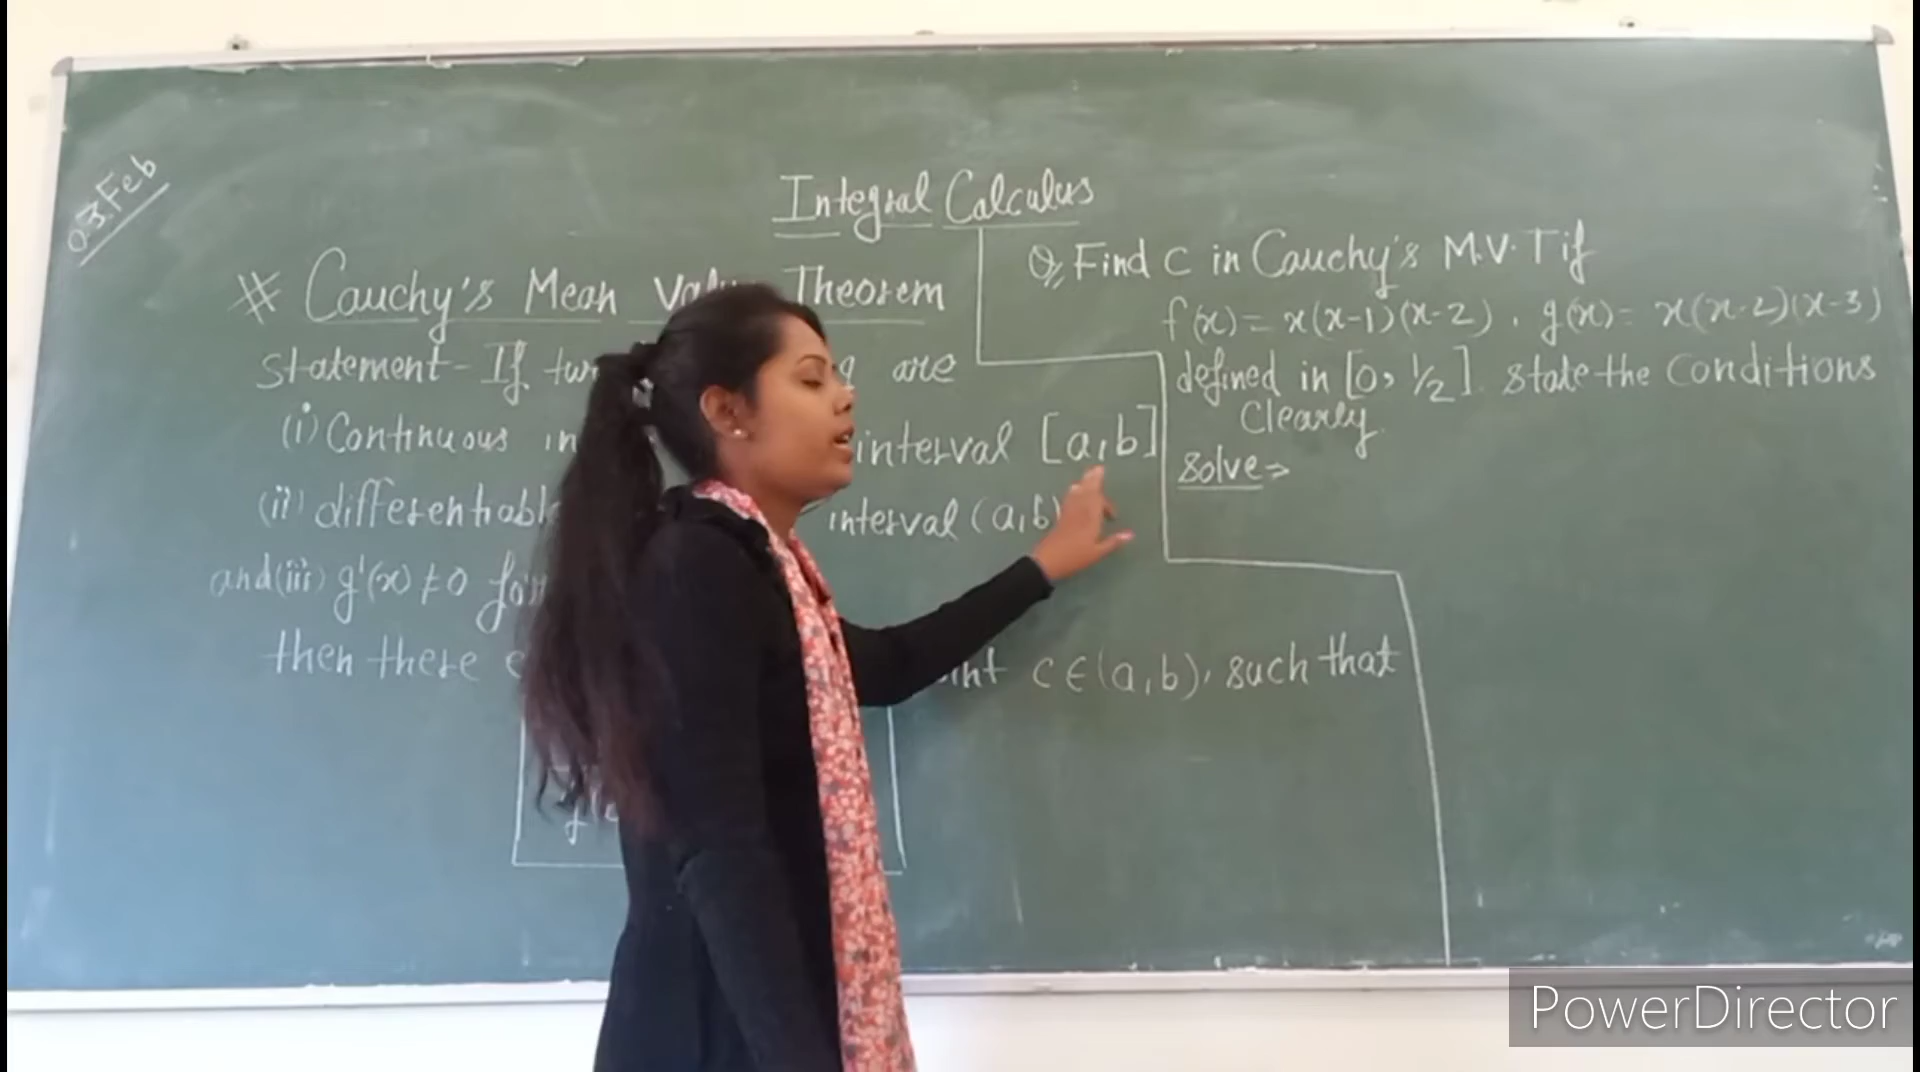 03 Feb
Integral Calculus
# Cauchy's Mean Value Theorem
statement - If two g are
(i) Continuous in interval [a,b]
(ii) differentiable interval (a,b)
and (iii) g'(x) ≠ 0 for
then there point c ∈ (a,b), such that
Q, Find c in Cauchy's M.V.T if
f(x) = x(x-1)(x-2), g(x) = x(x-2)(x-3)
defined in [0, 1/2]. state the conditions
Clearly.
Solve ⇒
PowerDirector